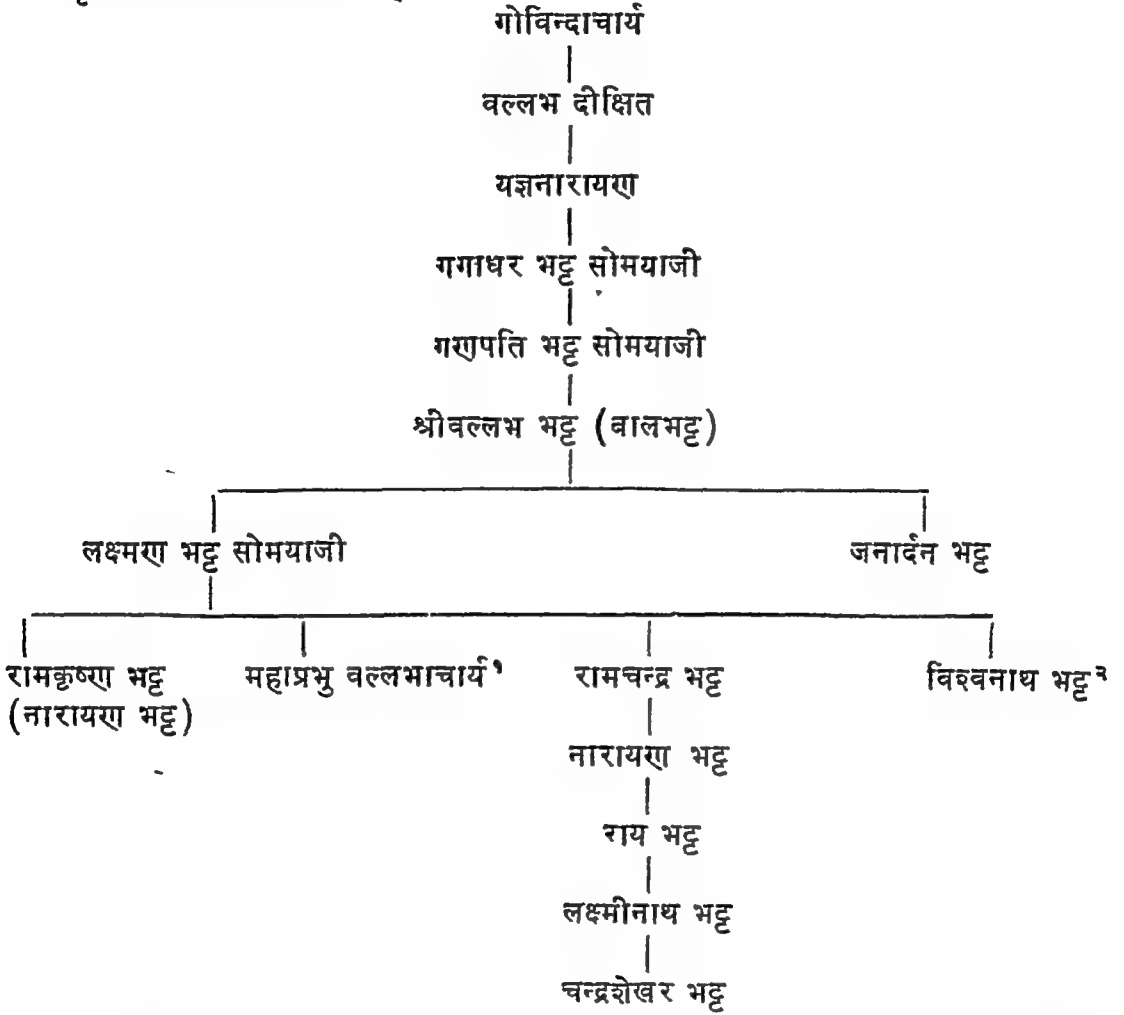 गोविन्दाचार्य
वल्लभ दीक्षित
यज्ञनारायण
गगाधर भट्ट सोमयाजी
गणपति भट्ट सोमयाजी
श्रीवल्लभ भट्ट (वालभट्ट)
लक्ष्मण भट्ट सोमयाजी जनार्दन भट्ट
रामकृष्ण भट्ट महाप्रभु वल्लभाचार्य¹ रामचन्द्र भट्ट विश्वनाथ भट्ट²
(नारायण भट्ट)
नारायण भट्ट
राय भट्ट
लक्ष्मीनाथ भट्ट
चन्द्रशेखर भट्ट